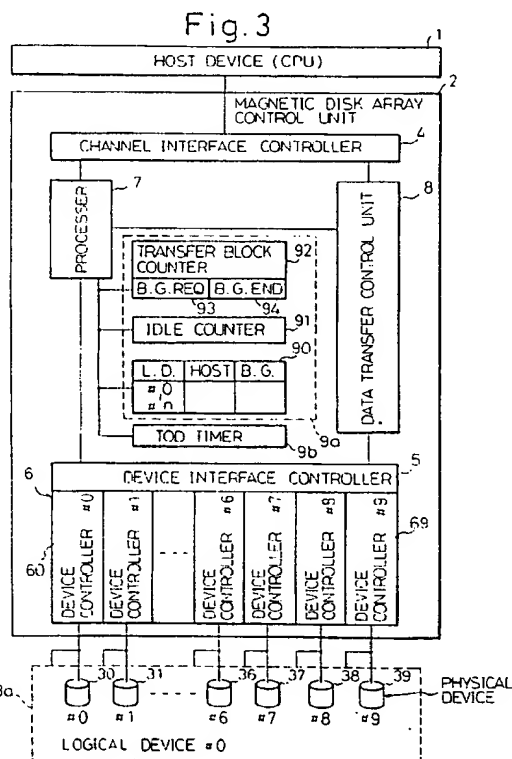 Fig.3
1
HOST DEVICE (CPU)
2
MAGNETIC DISK ARRAY
CONTROL UNIT
4
CHANNEL INTERFACE CONTROLLER
7
8
PROCESSER
DATA TRANSFER CONTROL UNIT
92
TRANSFER BLOCK
COUNTER
B.G.REQ B.G.END
93 94
91
IDLE COUNTER
90
L.D. HOST B.G.
#0
#n
9a
TOD TIMER
9b
5
DEVICE INTERFACE CONTROLLER
6
60
69
DEVICE
CONTROLLER #0
DEVICE
CONTROLLER #1
DEVICE
CONTROLLER #6
DEVICE
CONTROLLER #7
DEVICE
CONTROLLER #8
DEVICE
CONTROLLER #9
3a
30 31 36 37 38 39
PHYSICAL
DEVICE
#0 #1 #6 #7 #8 #9
LOGICAL DEVICE #0